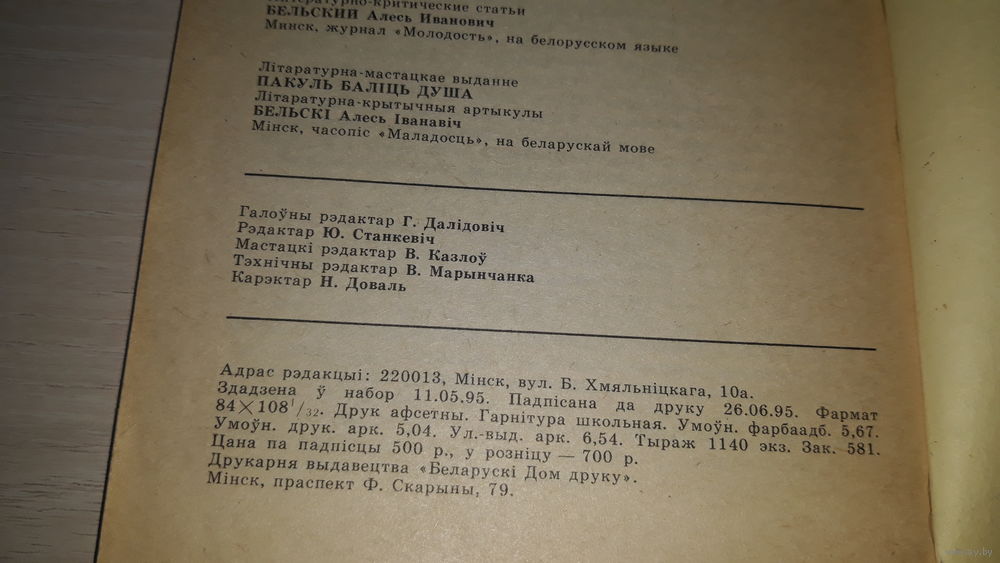 Литературно-критические статьи
БЕЛЬСКИЙ Алесь Иванович
Минск, журнал «Молодость», на белорусском языке
Літаратурна-мастацкае выданне
ПАКУЛЬ БАЛІЦЬ ДУША
Літаратурна-крытычныя артыкулы
БЕЛЬСКІ Алесь Іванавіч
Мінск, часопіс «Маладосць», на беларускай мове
Галоўны рэдактар Г. Далідовіч
Рэдактар Ю. Станкевіч
Мастацкі рэдактар В. Казлоў
Тэхнічны рэдактар В. Марынчанка
Карэктар Н. Доваль
Адрас рэдакцыі: 220013, Мінск, вул. Б. Хмяльніцкага, 10а.
Здадзена ў набор 11.05.95. Падпісана да друку 26.06.95. Фармат
84×108¹/₃₂. Друк афсетны. Гарнітура школьная. Умоўн. фарбаадб. 5,67.
Умоўн. друк. арк. 5,04. Ул.-выд. арк. 6,54. Тыраж 1140 экз. Зак. 581.
Цана па падпісцы 500 р., у розніцу — 700 р.
Друкарня выдавецтва «Беларускі Дом друку».
Мінск, праспект Ф. Скарыны, 79.